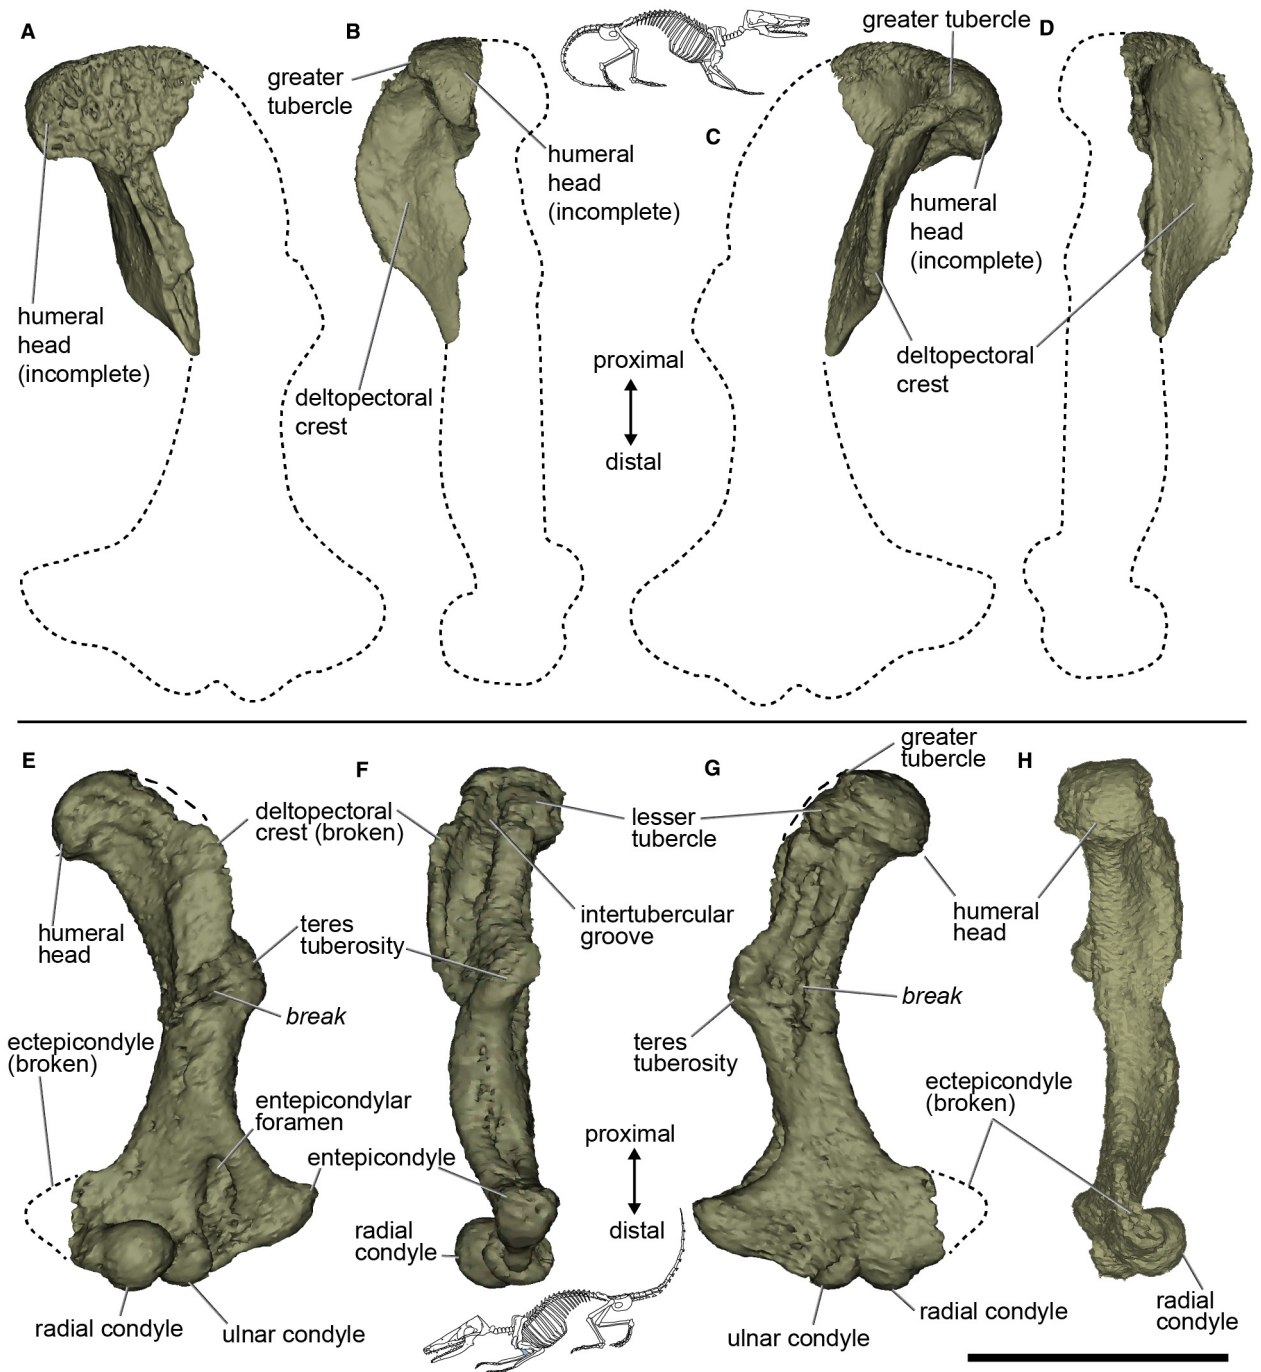 A
B
greater
tubercle
greater tubercle
D
C
humeral
head
(incomplete)
humeral
head
(incomplete)
humeral
head
(incomplete)
deltopectoral
crest
proximal
distal
deltopectoral
crest
E
F
G
H
greater
tubercle
deltopectoral
crest (broken)
lesser
tubercle
humeral
head
teres
tuberosity
intertubercular
groove
humeral
head
break
break
ectepicondyle
(broken)
teres
tuberosity
entepicondylar
foramen
ectepicondyle
(broken)
entepicondyle
proximal
distal
radial
condyle
radial condyle
ulnar condyle
ulnar condyle
radial condyle
radial
condyle